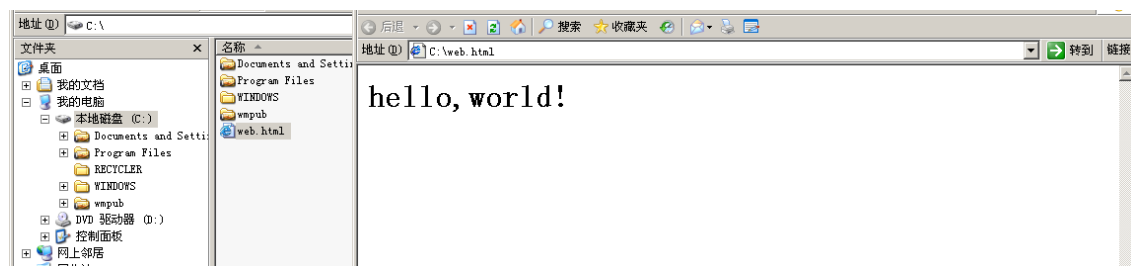 地址(D) C:\
文件夹 ×
桌面
我的文档
我的电脑
本地磁盘 (C:)
Documents and Setti
Program Files
RECYCLER
WINDOWS
wmpub
DVD 驱动器 (D:)
控制面板
网上邻居
名称
Documents and Setti
Program Files
WINDOWS
wmpub
web.html
后退 搜索 收藏夹
地址(D) C:\web.html 转到 链接
hello,world!